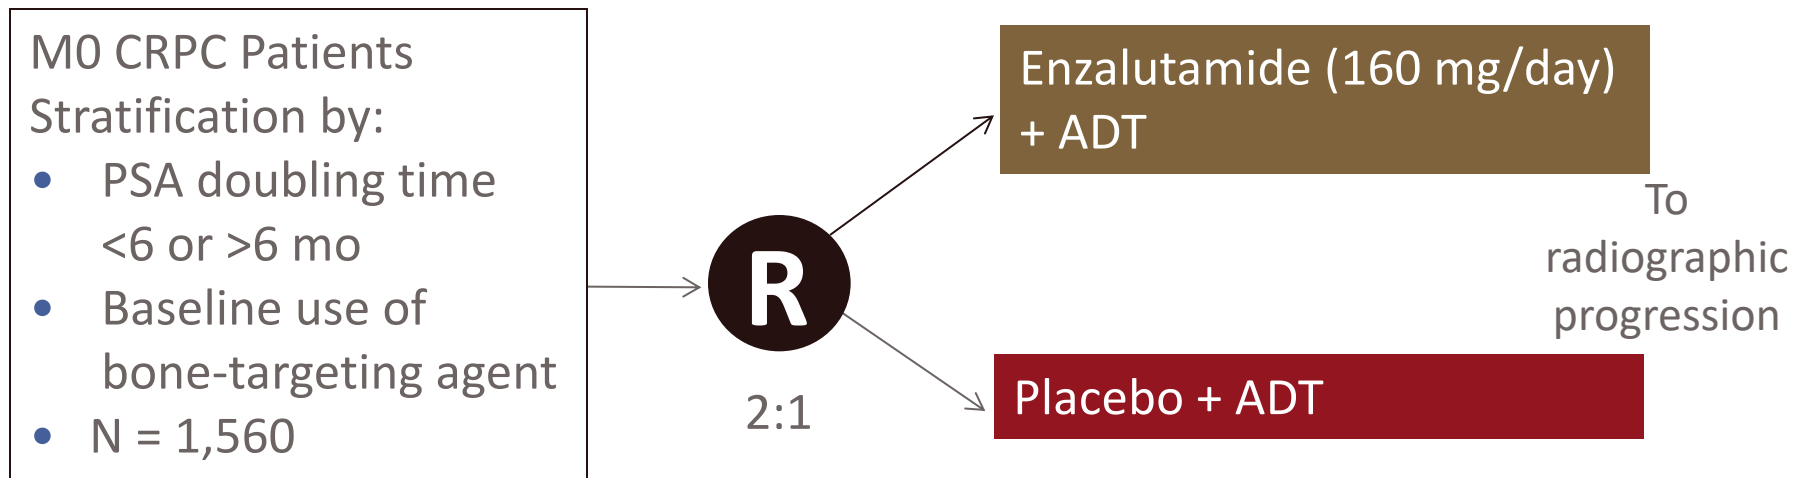 M0 CRPC Patients
Stratification by:
• PSA doubling time
<6 or >6 mo
• Baseline use of
bone-targeting agent
• N = 1,560
R
2:1
Enzalutamide (160 mg/day)
+ ADT
To
radiographic
progression
Placebo + ADT